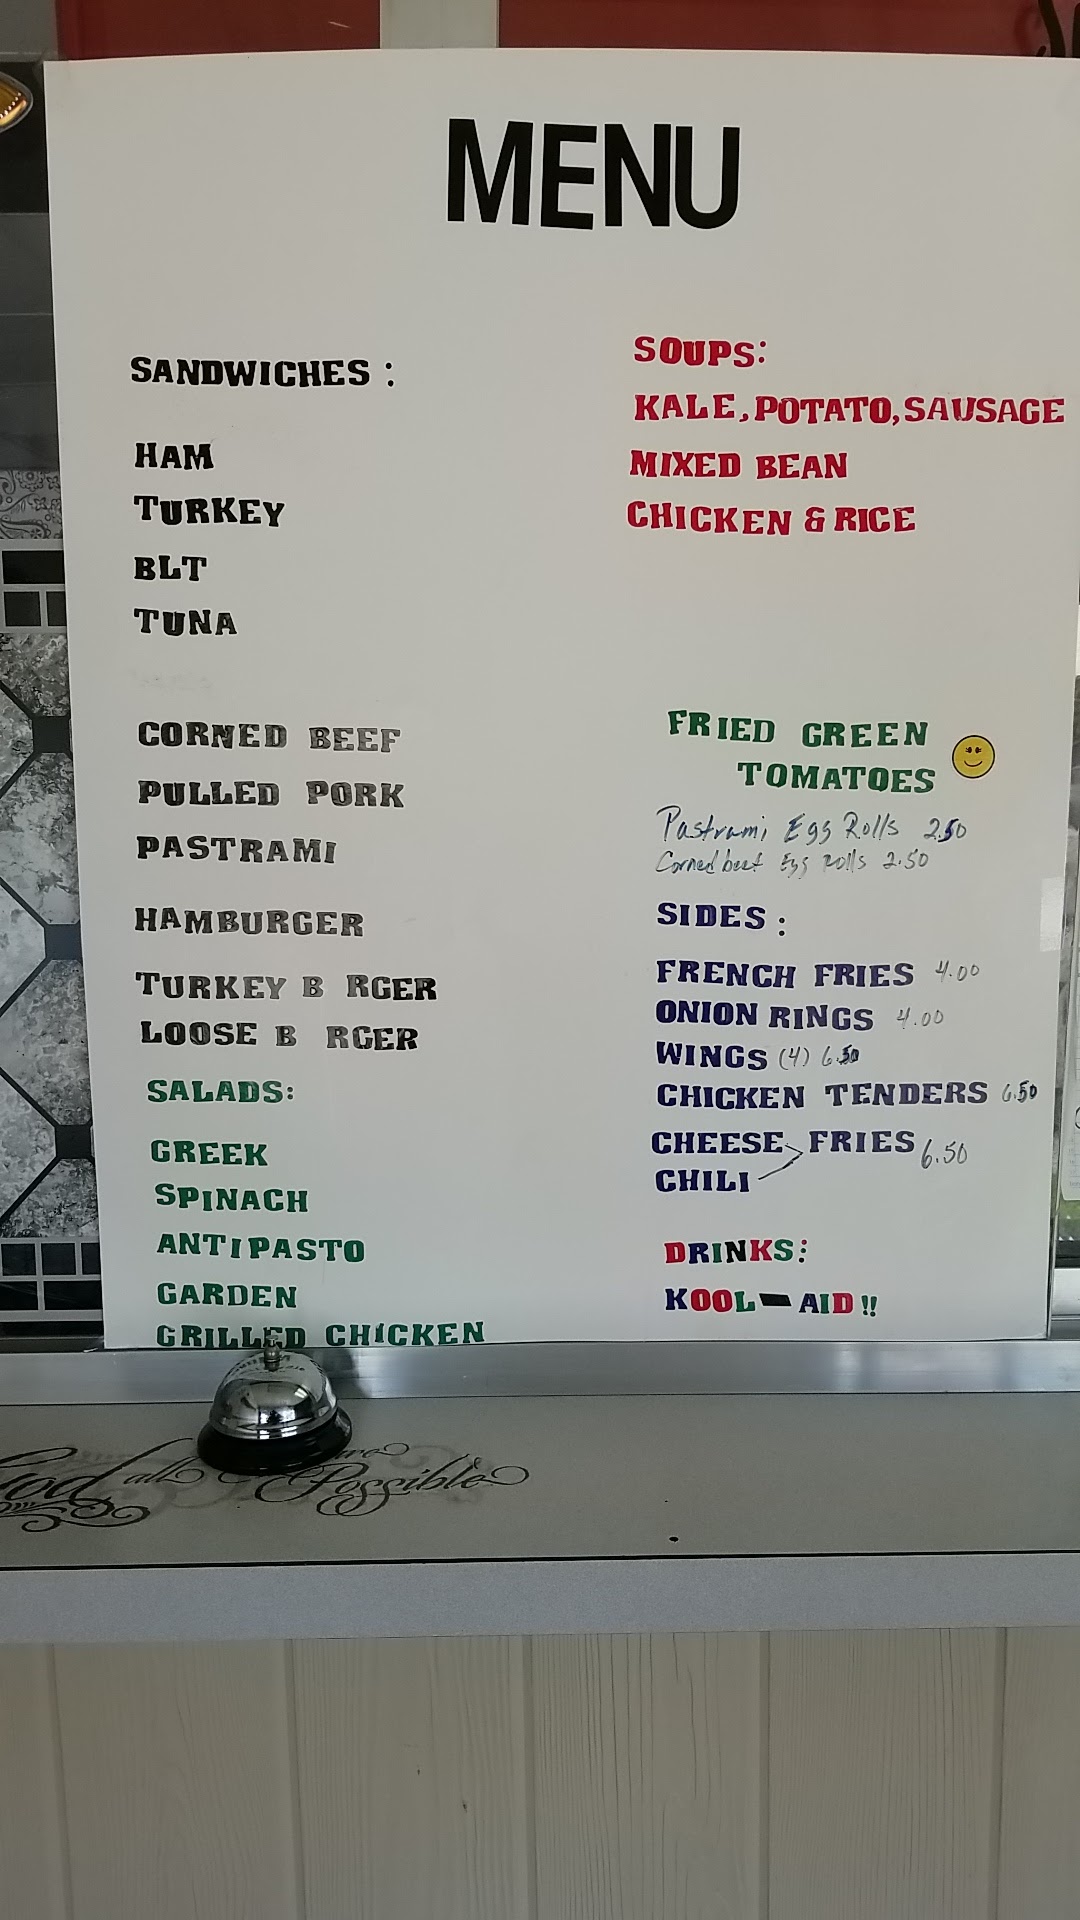 MENU
SANDWICHES :
HAM
TURKEY
BLT
TUNA
CORNED BEEF
PULLED PORK
PASTRAMI
HAMBURGER
TURKEY B RGER
LOOSE B RGER
SALADS:
GREEK
SPINACH
ANTIPASTO
GARDEN
GRILLED CHICKEN
SOUPS:
KALE, POTATO, SAUSAGE
MIXED BEAN
CHICKEN & RICE
FRIED GREEN
TOMATOES
Pastrami Egg Rolls 2.50
Corned beef Egg rolls 2.50
SIDES :
FRENCH FRIES 4.00
ONION RINGS 4.00
WINGS (4) 6.50
CHICKEN TENDERS 6.50
CHEESE FRIES 6.50
CHILI
DRINKS:
KOOL-AID!!
God all
Possible